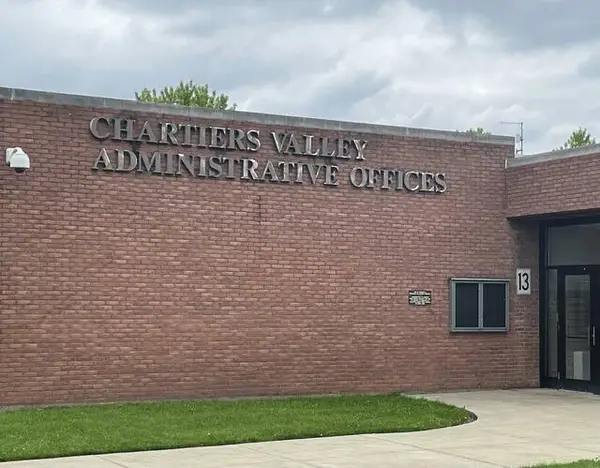 CHARTIERS VALLEY
ADMINISTRATIVE OFFICES
13